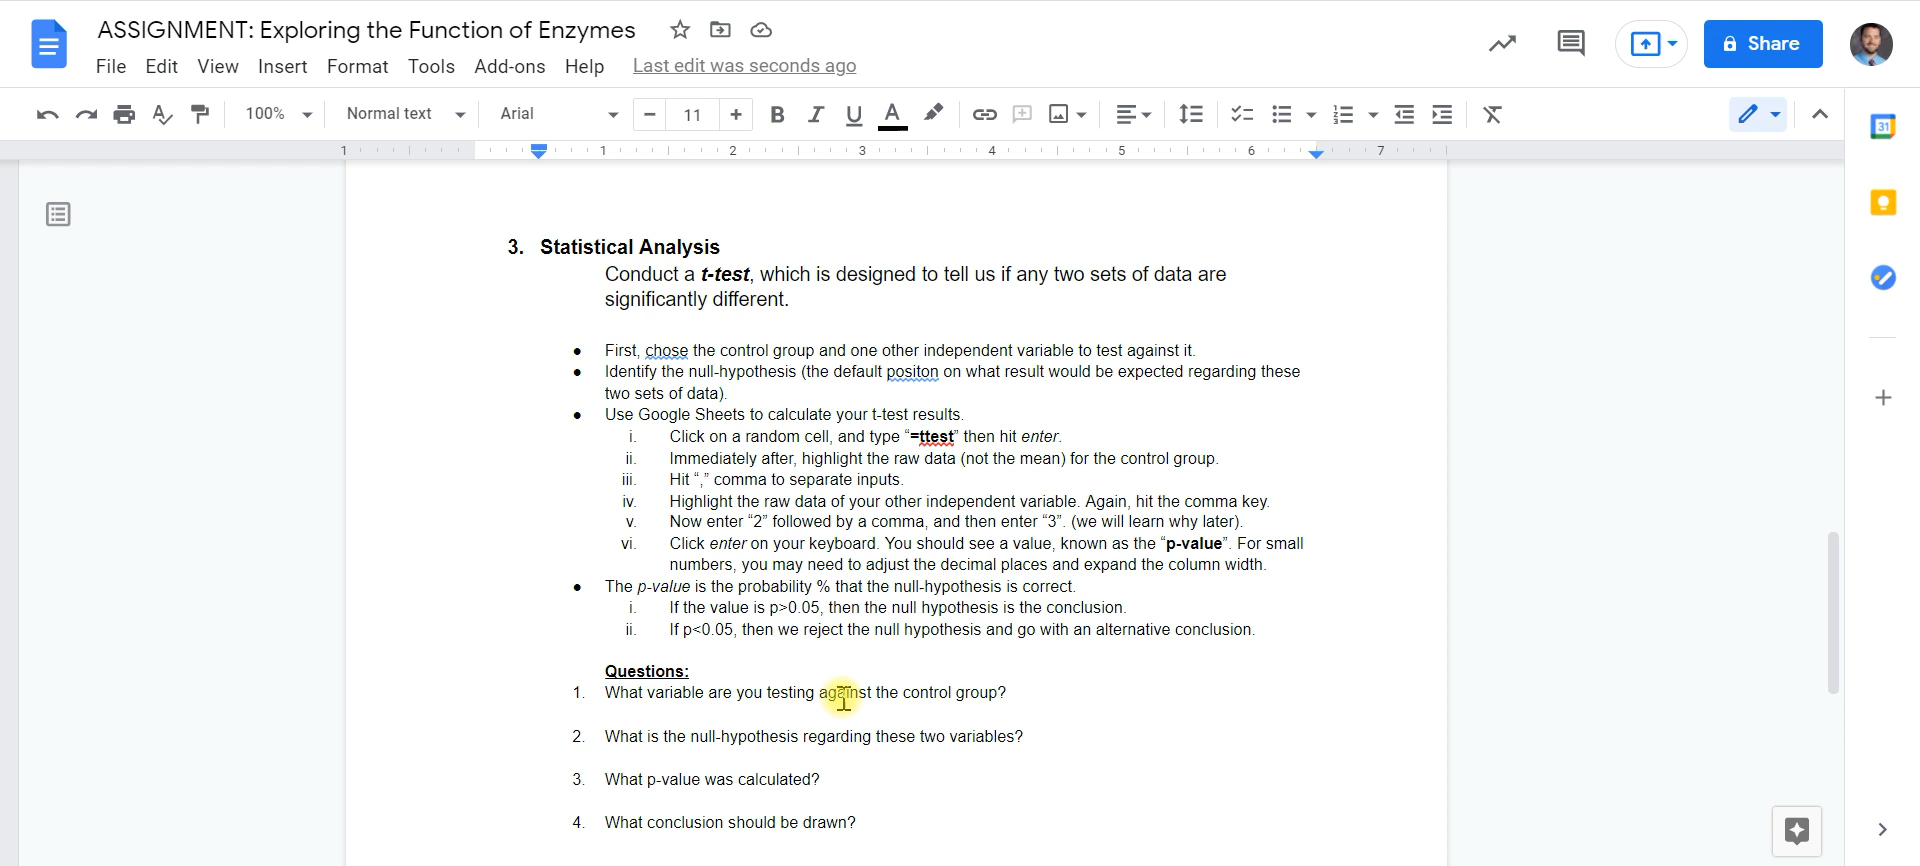 ASSIGNMENT: Exploring the Function of Enzymes
Share
File Edit View Insert Format Tools Add-ons Help Last edit was seconds ago
100% Normal text Arial − 11 + B I U A
31
1 1 2 3 4 5 6 7
3. Statistical Analysis
Conduct a t-test, which is designed to tell us if any two sets of data are
significantly different.
● First, chose the control group and one other independent variable to test against it.
● Identify the null-hypothesis (the default positon on what result would be expected regarding these
two sets of data).
● Use Google Sheets to calculate your t-test results.
i. Click on a random cell, and type “=ttest” then hit enter.
ii. Immediately after, highlight the raw data (not the mean) for the control group.
iii. Hit “,” comma to separate inputs.
iv. Highlight the raw data of your other independent variable. Again, hit the comma key.
v. Now enter “2” followed by a comma, and then enter “3”. (we will learn why later).
vi. Click enter on your keyboard. You should see a value, known as the “p-value”. For small
numbers, you may need to adjust the decimal places and expand the column width.
● The p-value is the probability % that the null-hypothesis is correct.
i. If the value is p>0.05, then the null hypothesis is the conclusion.
ii. If p<0.05, then we reject the null hypothesis and go with an alternative conclusion.
Questions:
1. What variable are you testing against the control group?
2. What is the null-hypothesis regarding these two variables?
3. What p-value was calculated?
4. What conclusion should be drawn?